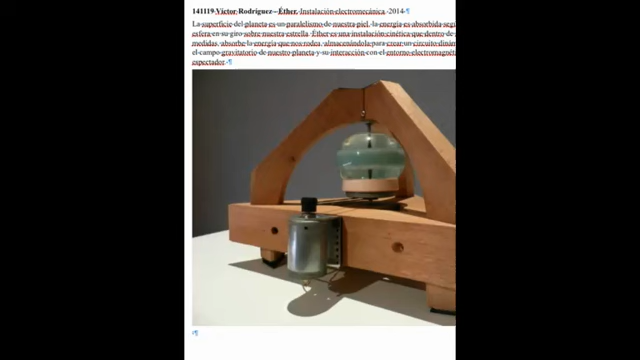 141119 Víctor Rodríguez – Éther. Instalación electromecánica. 2014
La superficie del planeta es un paralelismo de nuestra piel, la energía es absorbida
esfera en su giro sobre nuestra estrella. Éther es una instalación cinética que dentro de
medidas, absorbe la energía que nos rodea, almacenándola para crear un circuito
el campo gravitatorio de nuestro planeta y su interacción con el entorno
espectador.